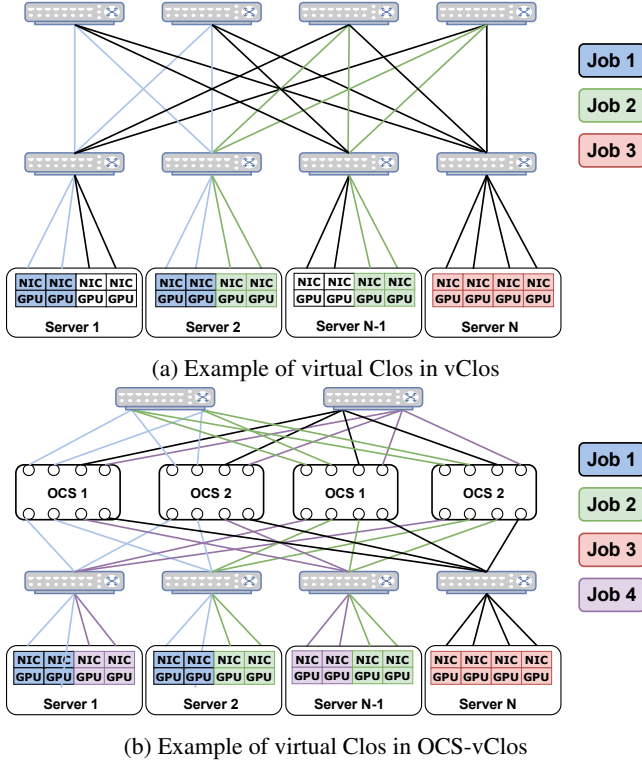 Job 1
Job 2
Job 3
NIC NIC NIC NIC NIC NIC NIC NIC NIC NIC NIC NIC NIC NIC NIC NIC
GPU GPU GPU GPU GPU GPU GPU GPU GPU GPU GPU GPU GPU GPU GPU GPU
Server 1 Server 2 Server N-1 Server N
(a) Example of virtual Clos in vClos
OCS 1 OCS 2 OCS 1 OCS 2
Job 1
Job 2
Job 3
Job 4
NIC NIC NIC NIC NIC NIC NIC NIC NIC NIC NIC NIC NIC NIC NIC NIC
GPU GPU GPU GPU GPU GPU GPU GPU GPU GPU GPU GPU GPU GPU GPU GPU
Server 1 Server 2 Server N-1 Server N
(b) Example of virtual Clos in OCS-vClos